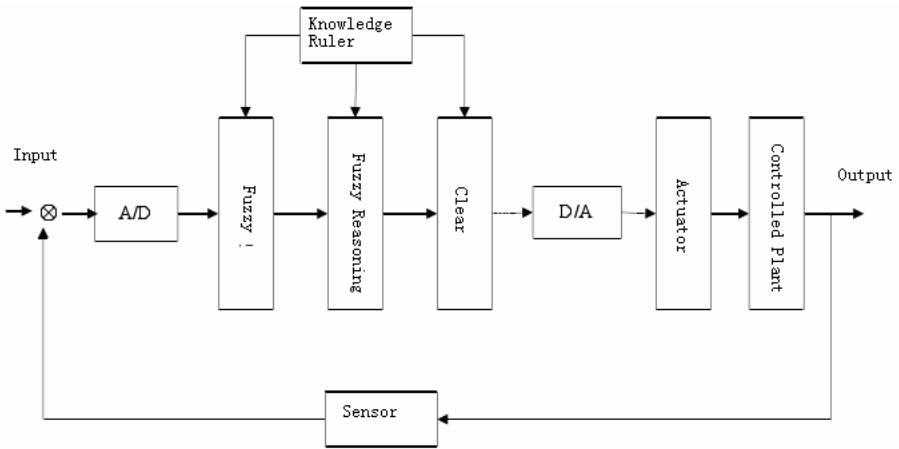 Knowledge
Ruler
Input
A/D
Fuzzy
Fuzzy Reasoning
Clear
D/A
Actuator
Controlled Plant
Output
Sensor